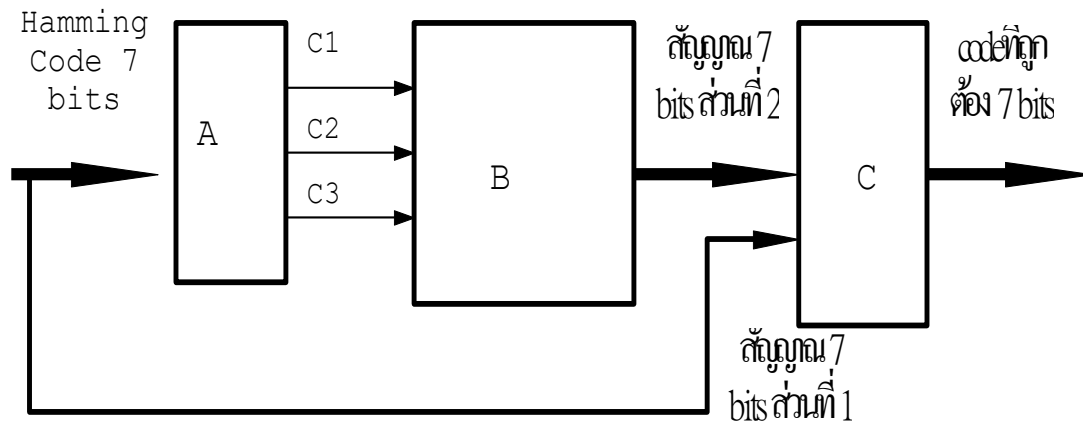 Hamming
Code 7
bits
A
C1
C2
C3
B
สัญญาณ 7
bits ส่วนที่ 2
C
codeที่ถูก
ต้อง 7 bits
สัญญาณ 7
bits ส่วนที่ 1